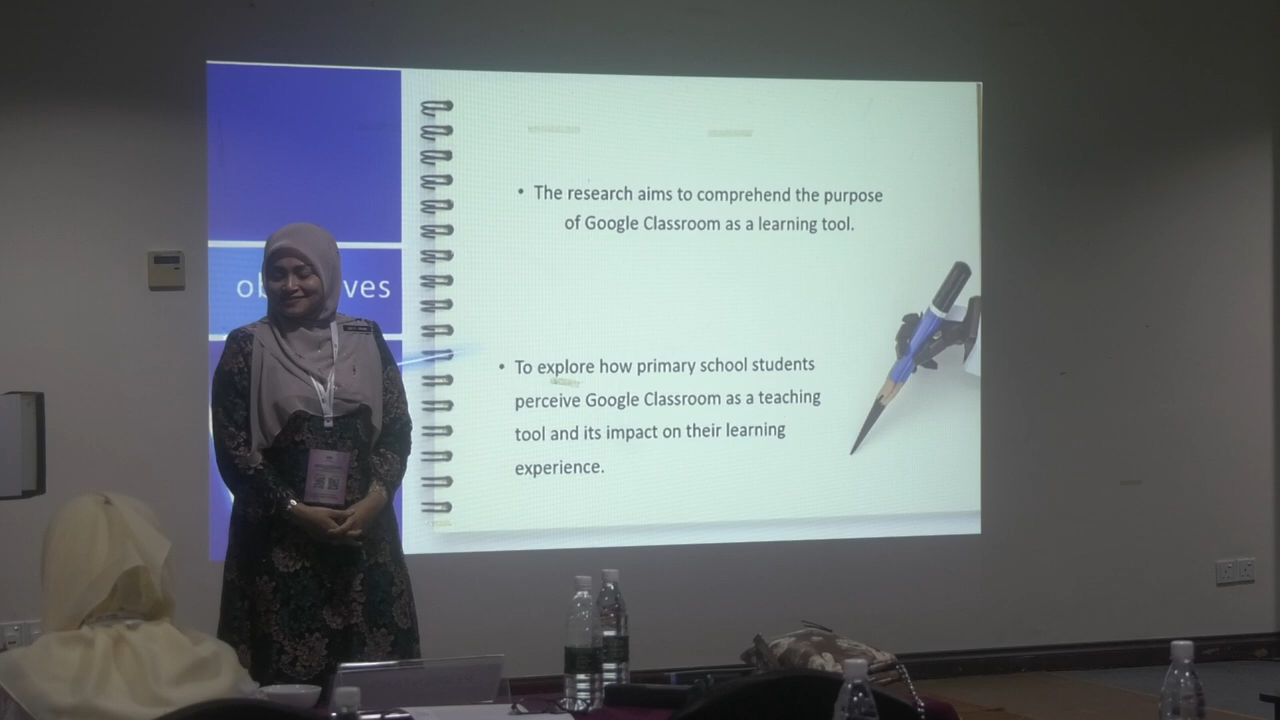 ob ves
• The research aims to comprehend the purpose
of Google Classroom as a learning tool.
• To explore how primary school students
perceive Google Classroom as a teaching
tool and its impact on their learning
experience.